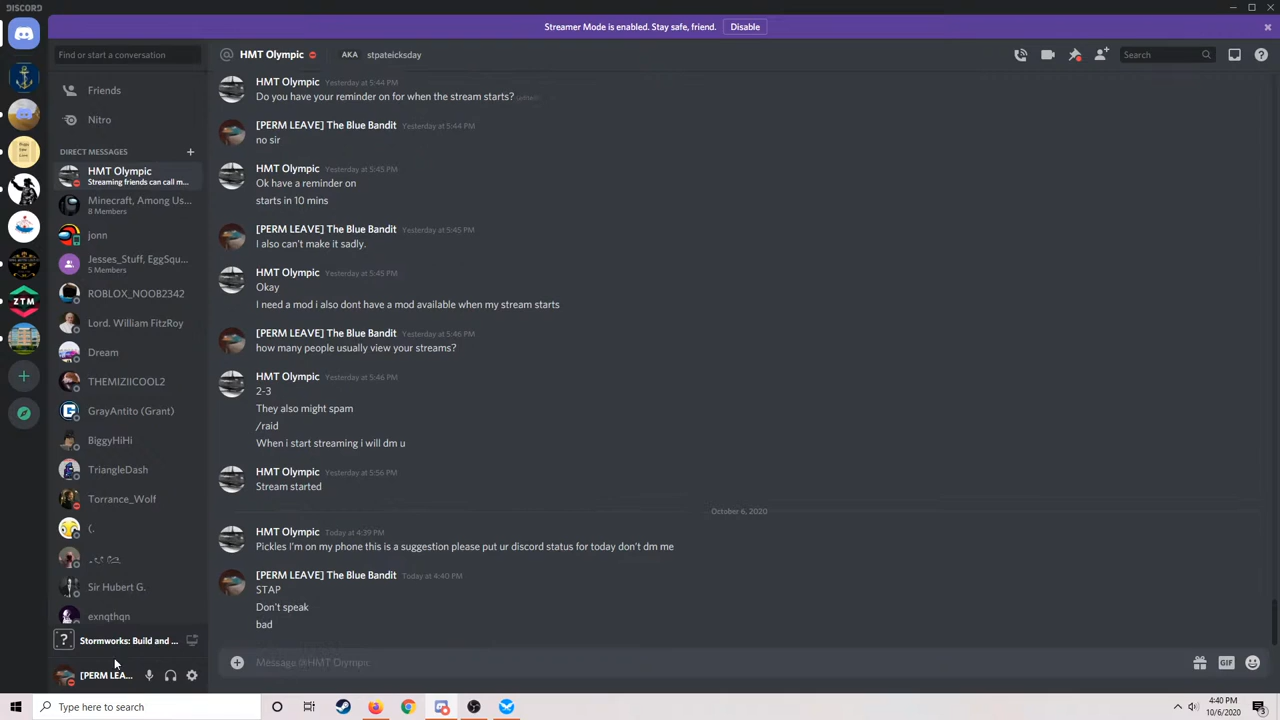 DISCORD
Streamer Mode is enabled. Stay safe, friend. Disable
Find or start a conversation
HMT Olympic AKA stpateicksday
Search
Friends
Nitro
DIRECT MESSAGES
HMT Olympic
Streaming friends can call m...
Minecraft, Among Us...
8 Members
jonn
Jesses_Stuff, EggSqu...
5 Members
ROBLOX_NOOB2342
Lord. William FitzRoy
Dream
THEMIZIICOOL2
GrayAntito (Grant)
BiggyHiHi
TriangleDash
Torrance_Wolf
(.
Sir Hubert G.
exnqthqn
ZTM
Stormworks: Build and ...
[PERM LEA...
HMT Olympic Yesterday at 5:44 PM
Do you have your reminder on for when the stream starts? (edited)
[PERM LEAVE] The Blue Bandit Yesterday at 5:44 PM
no sir
HMT Olympic Yesterday at 5:45 PM
Ok have a reminder on
starts in 10 mins
[PERM LEAVE] The Blue Bandit Yesterday at 5:45 PM
I also can't make it sadly.
HMT Olympic Yesterday at 5:45 PM
Okay
I need a mod i also dont have a mod available when my stream starts
[PERM LEAVE] The Blue Bandit Yesterday at 5:46 PM
how many people usually view your streams?
HMT Olympic Yesterday at 5:46 PM
2-3
They also might spam
/raid
When i start streaming i will dm u
HMT Olympic Yesterday at 5:56 PM
Stream started
October 6, 2020
HMT Olympic Today at 4:39 PM
Pickles I'm on my phone this is a suggestion please put ur discord status for today don't dm me
[PERM LEAVE] The Blue Bandit Today at 4:40 PM
STAP
Don't speak
bad
Message @HMT Olympic
GIF
Type here to search
4:40 PM
10/6/2020
3